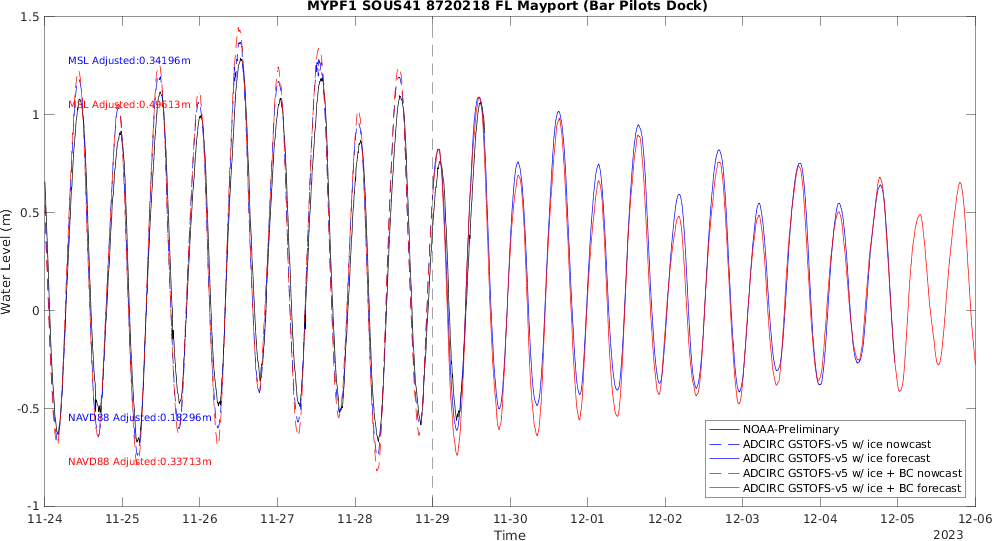 MYPF1 SOUS41 8720218 FL Mayport (Bar Pilots Dock)
1.5
1
0.5
0
-0.5
-1
Water Level (m)
MSL Adjusted:0.34196m
MSL Adjusted:0.49613m
NAVD88 Adjusted:0.18296m
NAVD88 Adjusted:0.33713m
NOAA-Preliminary
ADCIRC GSTOFS-v5 w/ ice nowcast
ADCIRC GSTOFS-v5 w/ ice forecast
ADCIRC GSTOFS-v5 w/ ice + BC nowcast
ADCIRC GSTOFS-v5 w/ ice + BC forecast
11-24 11-25 11-26 11-27 11-28 11-29 11-30 12-01 12-02 12-03 12-04 12-05 12-06
Time
2023